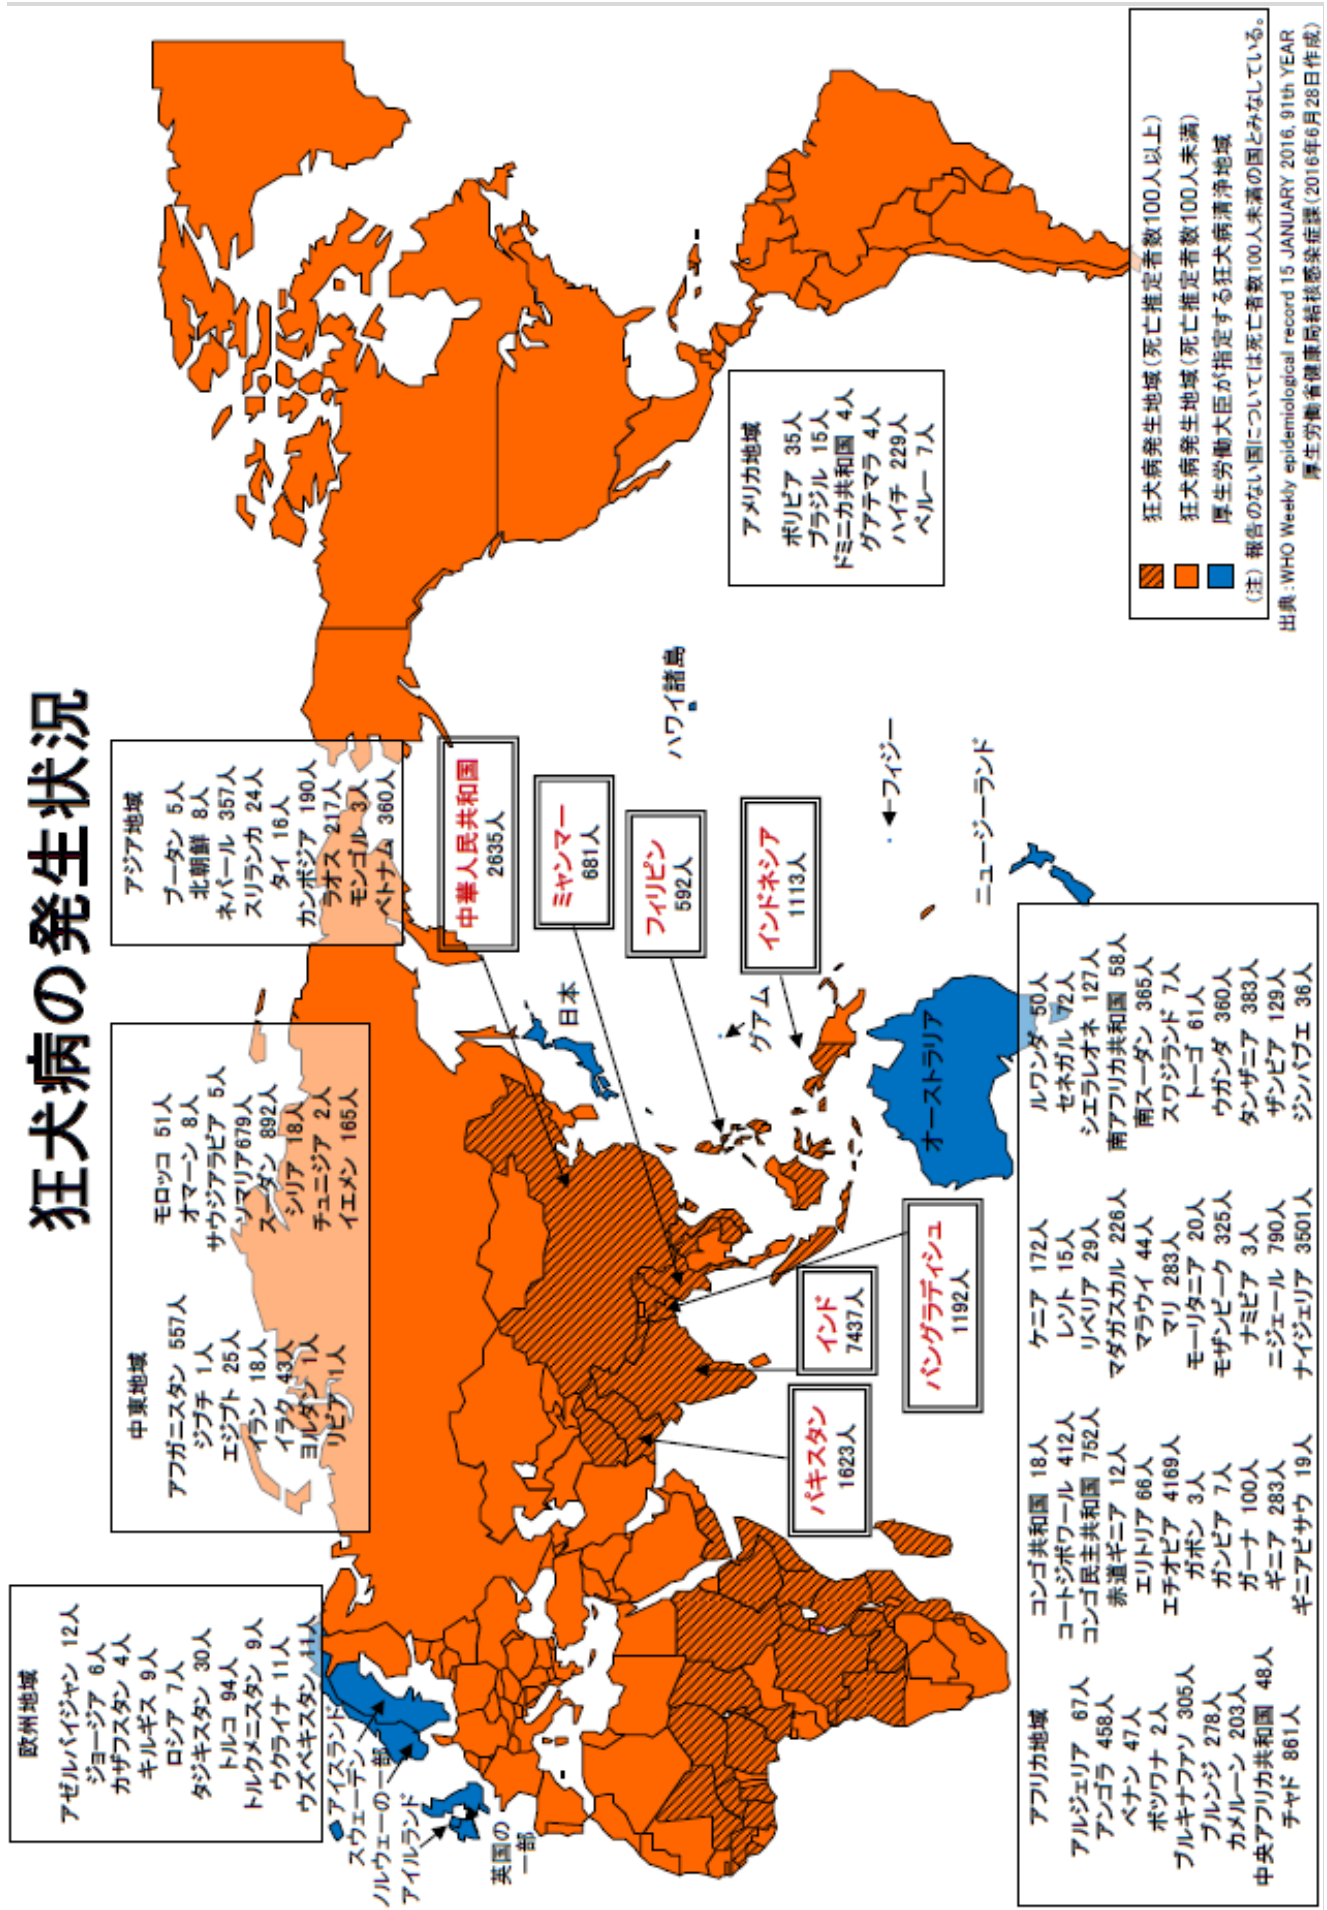 狂犬病の発生状況
欧州地域
アゼルバイジャン 12人
ジョージア 6人
カザフスタン 4人
キルギス 9人
ロシア 7人
タジキスタン 30人
トルコ 94人
トルクメニスタン 9人
ウクライナ 11人
ウズベキスタン 11人
中東地域
アフガニスタン 557人
ジブチ 1人
エジプト 25人
イラン 18人
イラク 43人
ヨルダン 1人
リビア 1人
モロッコ 51人
オマーン 8人
サウジアラビア 5人
ソマリア679人
スーダン 892人
シリア 18人
チュニジア 2人
イエメン 165人
アジア地域
ブータン 5人
北朝鮮 8人
ネパール 357人
スリランカ 24人
タイ 16人
カンボジア 190人
ラオス 217人
モンゴル 3人
ベトナム 360人
アイスランド
スウェーデン
ノルウェーの一部
アイルランド
英国の
一部
中華人民共和国
2635人
ミャンマー
681人
フィリピン
592人
インドネシア
1113人
日本
グアム
ハワイ諸島
フィジー
ニュージーランド
オーストラリア
パキスタン
1623人
インド
7437人
バングラディシュ
1192人
アメリカ地域
ボリビア 35人
ブラジル 15人
ドミニカ共和国 4人
グアテマラ 4人
ハイチ 229人
ペルー 7人
アフリカ地域
アルジェリア 67人
アンゴラ 458人
ベナン 47人
ボツワナ 2人
ブルキナファソ 305人
ブルンジ 278人
カメルーン 203人
中央アフリカ共和国 48人
チャド 861人
コンゴ共和国 18人
コートジボワール 412人
コンゴ民主共和国 752人
赤道ギニア 12人
エリトリア 66人
エチオピア 4169人
ガボン 3人
ガンビア 7人
ガーナ 100人
ギニア 283人
ギニアビサウ 19人
ケニア 172人
レソト 15人
リベリア 29人
マダガスカル 226人
マラウイ 44人
マリ 283人
モーリタニア 20人
モザンビーク 325人
ナミビア 3人
ニジェール 790人
ナイジェリア 3501人
ルワンダ 50人
セネガル 72人
シエラレオネ 127人
南アフリカ共和国 58人
南スーダン 365人
スワジランド 7人
トーゴ 61人
ウガンダ 360人
タンザニア 383人
ザンビア 129人
ジンバブエ 36人
狂犬病発生地域(死亡推定者数100人以上)
狂犬病発生地域(死亡推定者数100人未満)
厚生労働大臣が指定する狂犬病清浄地域
(注)報告のない国については死亡者数100人未満の国とみなしている。
出典:WHO Weekly epidemiological record 15 JANUARY 2016, 91th YEAR
厚生労働省健康局結核感染症課(2016年6月28日作成)